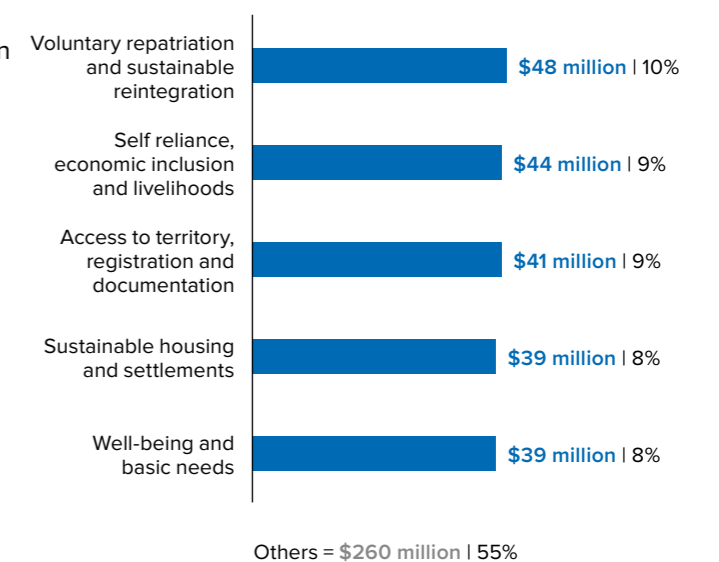 n
Voluntary repatriation
and sustainable
reintegration
$48 million | 10%
Self reliance,
economic inclusion
and livelihoods
$44 million | 9%
Access to territory,
registration and
documentation
$41 million | 9%
Sustainable housing
and settlements
$39 million | 8%
Well-being and
basic needs
$39 million | 8%
Others = $260 million | 55%